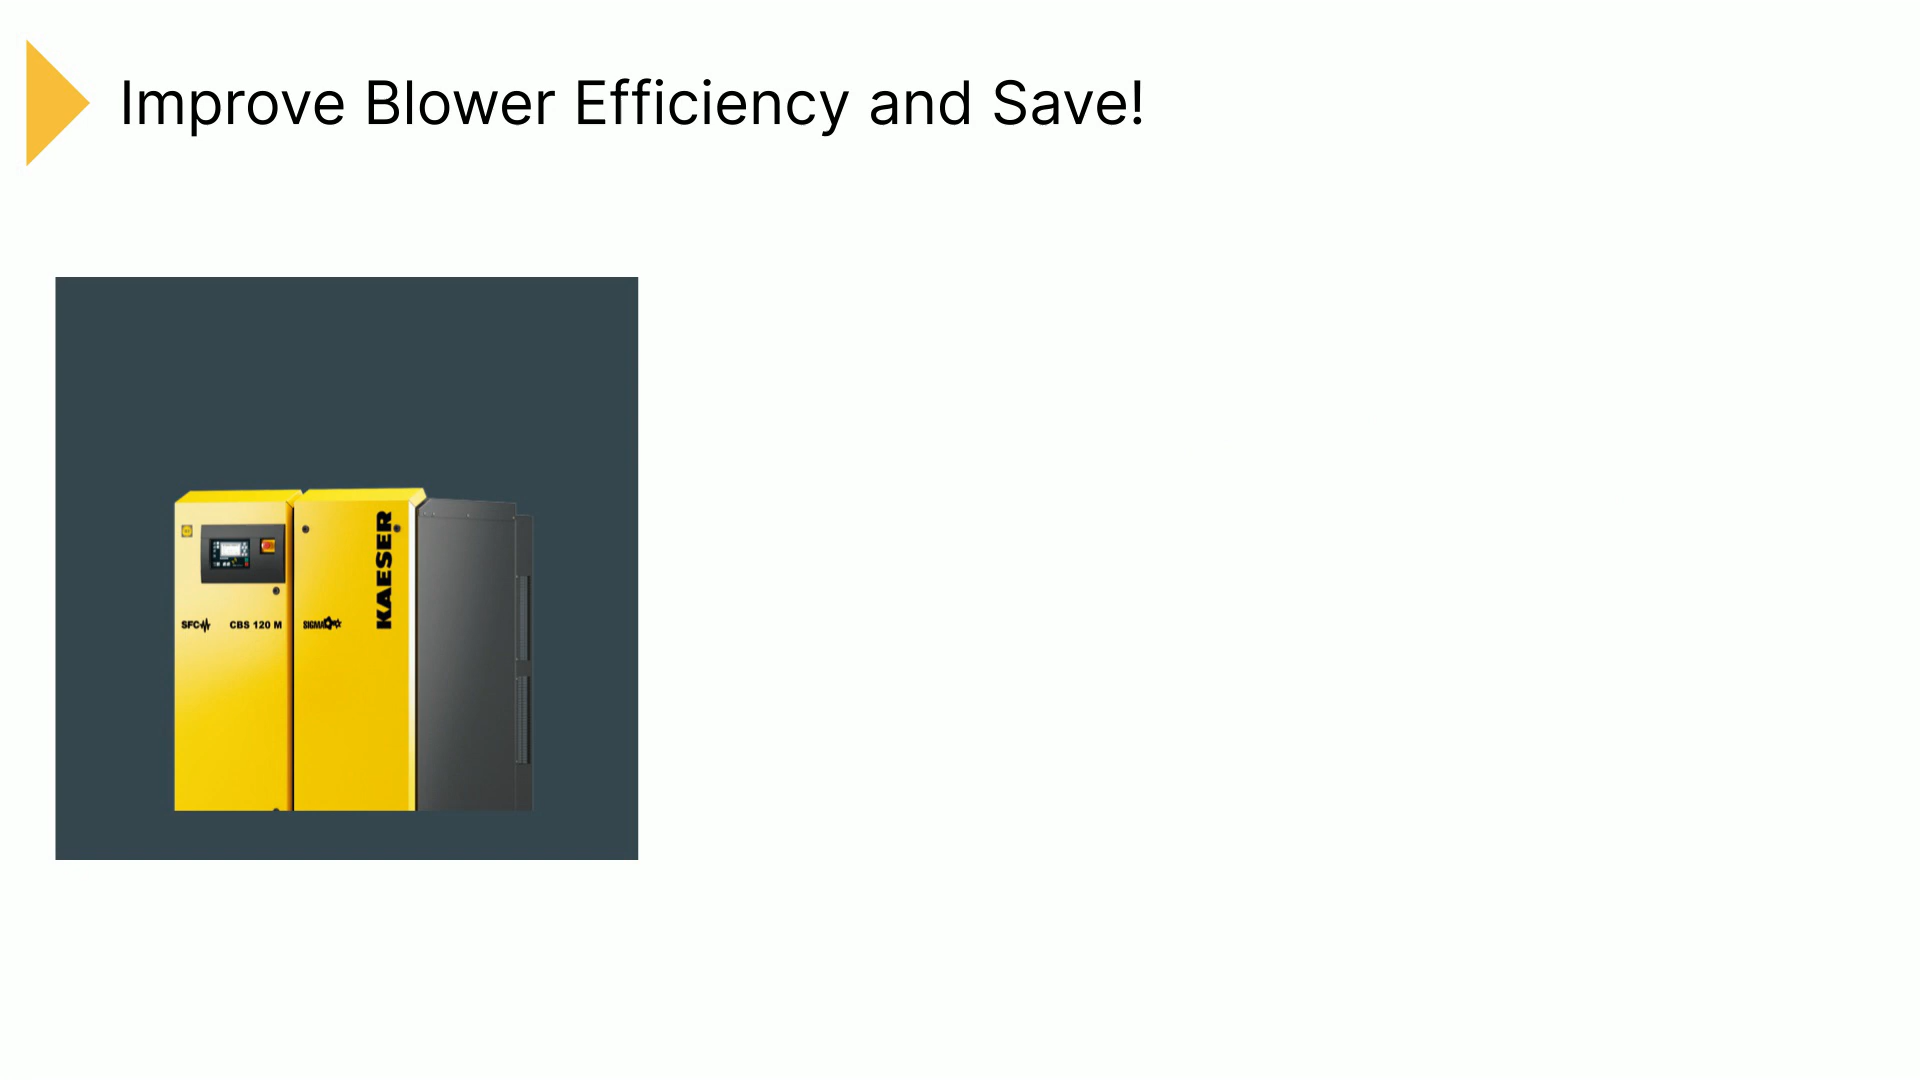 Improve Blower Efficiency and Save!
KAESER
SFC
CBS 120 M
SIGMA